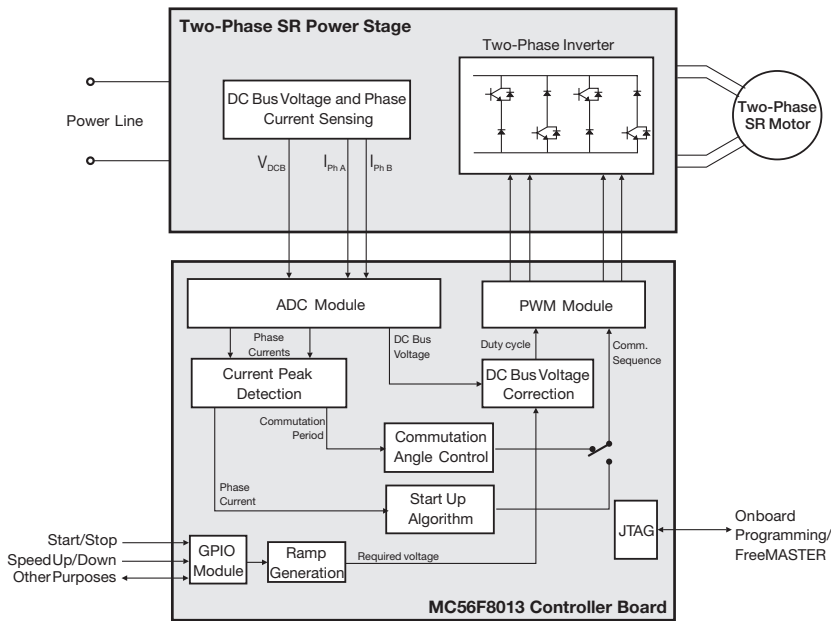 Two-Phase SR Power Stage
Two-Phase Inverter
DC Bus Voltage and Phase
Current Sensing
Power Line
Two-Phase
SR Motor
VDCB
IPh A
IPh B
ADC Module
PWM Module
Phase
Currents
DC Bus
Voltage
Duty cycle
Comm.
Sequence
Current Peak
Detection
DC Bus Voltage
Correction
Commutation
Period
Commutation
Angle Control
Phase
Current
Start Up
Algorithm
JTAG
Onboard
Programming/
FreeMASTER
Start/Stop
Speed Up/Down
Other Purposes
GPIO
Module
Ramp
Generation
Required voltage
MC56F8013 Controller Board